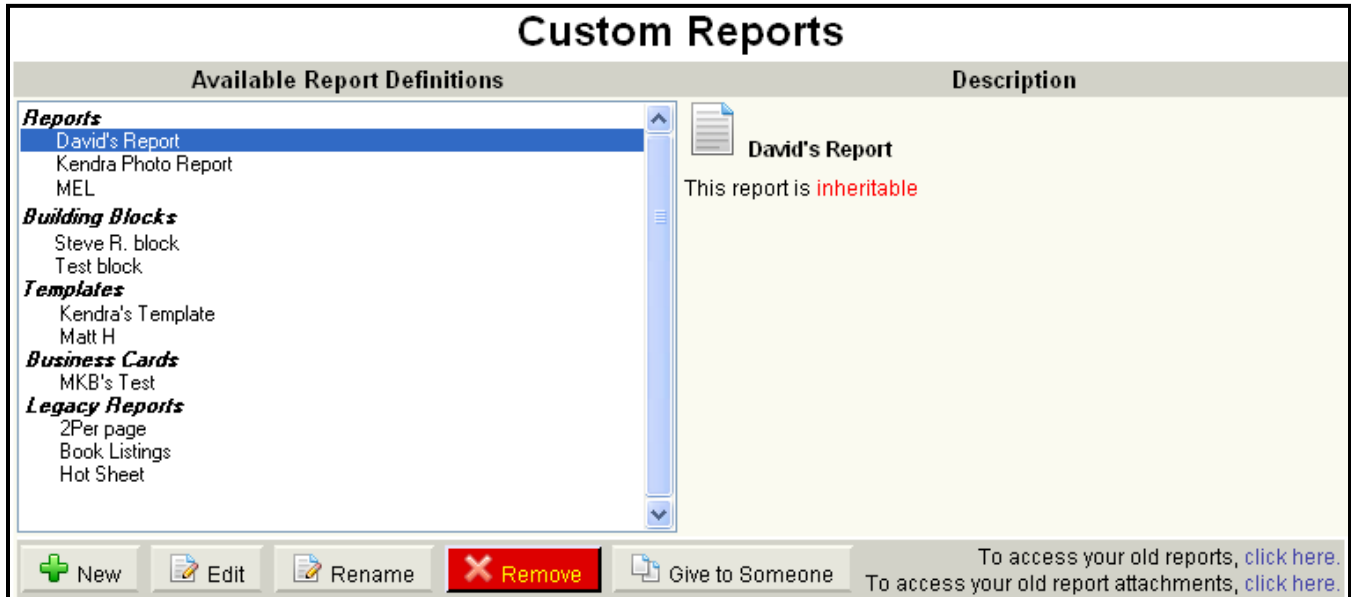 Custom Reports
Available Report Definitions
Description
Reports
David's Report
Kendra Photo Report
MEL
Building Blocks
Steve R. block
Test block
Templates
Kendra's Template
Matt H
Business Cards
MKB's Test
Legacy Reports
2Per page
Book Listings
Hot Sheet
David's Report
This report is inheritable
New
Edit
Rename
Remove
Give to Someone
To access your old reports, click here.
To access your old report attachments, click here.